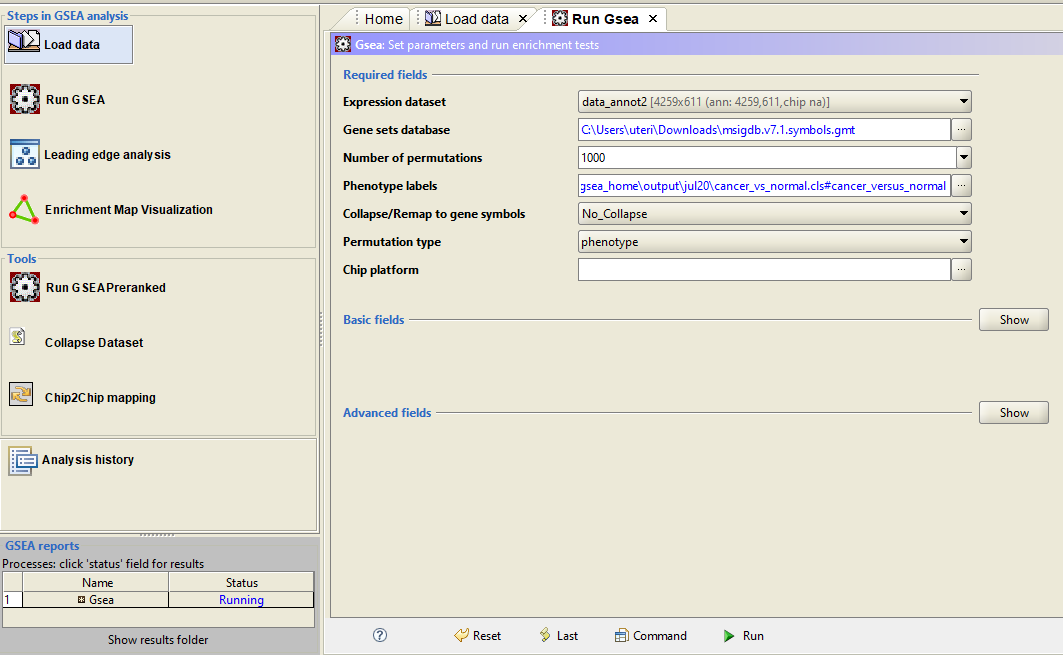 Steps in GSEA analysis
Load data
Run GSEA
Leading edge analysis
Enrichment Map Visualization
Tools
Run GSEAPreranked
Collapse Dataset
Chip2Chip mapping
Analysis history
GSEA reports
Processes: click 'status' field for results
Name Status
1 Gsea Running
Show results folder
Home Load data × Run Gsea ×
Gsea: Set parameters and run enrichment tests
Required fields
Expression dataset data_annot2 [4259x611 (ann: 4259,611,chip na)]
Gene sets database C:\Users\uteri\Downloads\msigdb.v7.1.symbols.gmt ...
Number of permutations 1000
Phenotype labels gsea_home\output\jul20\cancer_vs_normal.cls#cancer_versus_normal ...
Collapse/Remap to gene symbols No_Collapse
Permutation type phenotype
Chip platform ...
Basic fields Show
Advanced fields Show
? Reset Last Command Run